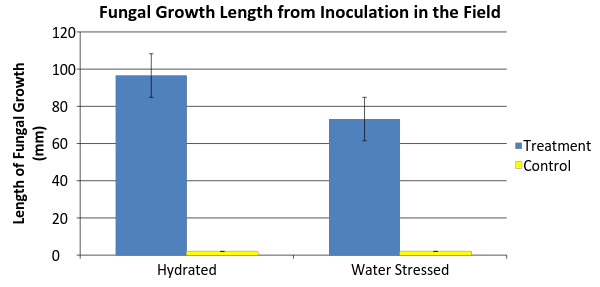 Fungal Growth Length from Inoculation in the Field
Length of Fungal Growth
(mm)
120
100
80
60
40
20
0
Hydrated
Water Stressed
Treatment
Control